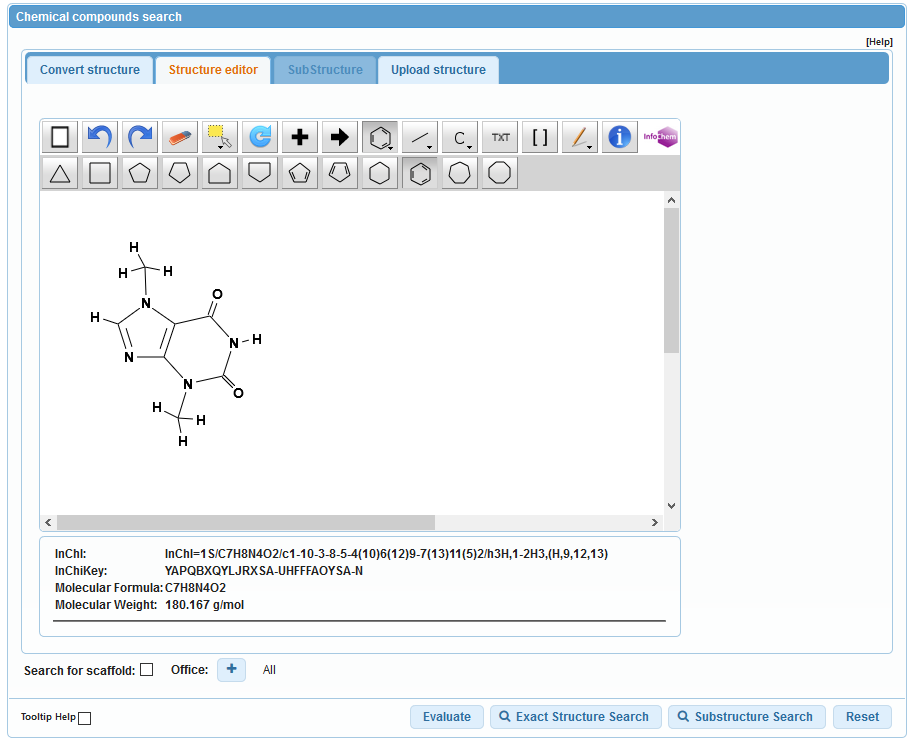 Chemical compounds search
[Help]
Convert structure Structure editor SubStructure Upload structure
C TXT [ ] i InfoChem
H
H H
N O
H
N H
N
N
O
H
H
H
InChI: InChI=1S/C7H8N4O2/c1-10-3-8-5-4(10)6(12)9-7(13)11(5)2/h3H,1-2H3,(H,9,12,13)
InChiKey: YAPQBXQYLJRXSA-UHFFFAOYSA-N
Molecular Formula: C7H8N4O2
Molecular Weight: 180.167 g/mol
Search for scaffold: Office: + All
Tooltip Help Evaluate Exact Structure Search Substructure Search Reset